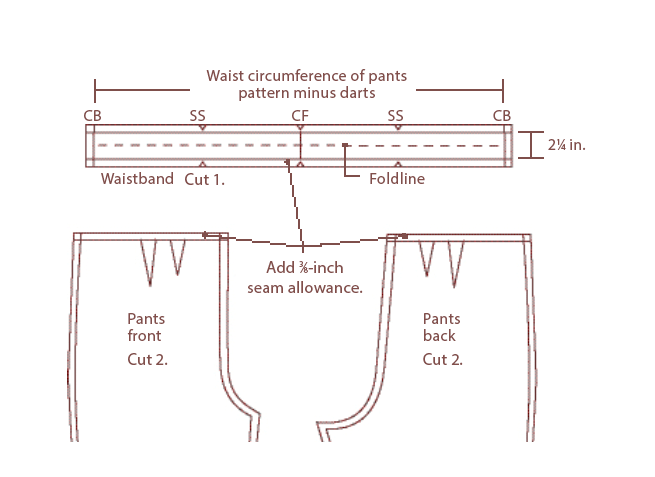 Waist circumference of pants
pattern minus darts
CB SS CF SS CB
2¼ in.
Waistband Cut 1. Foldline
Add ⅜-inch
seam allowance.
Pants
front
Cut 2.
Pants
back
Cut 2.